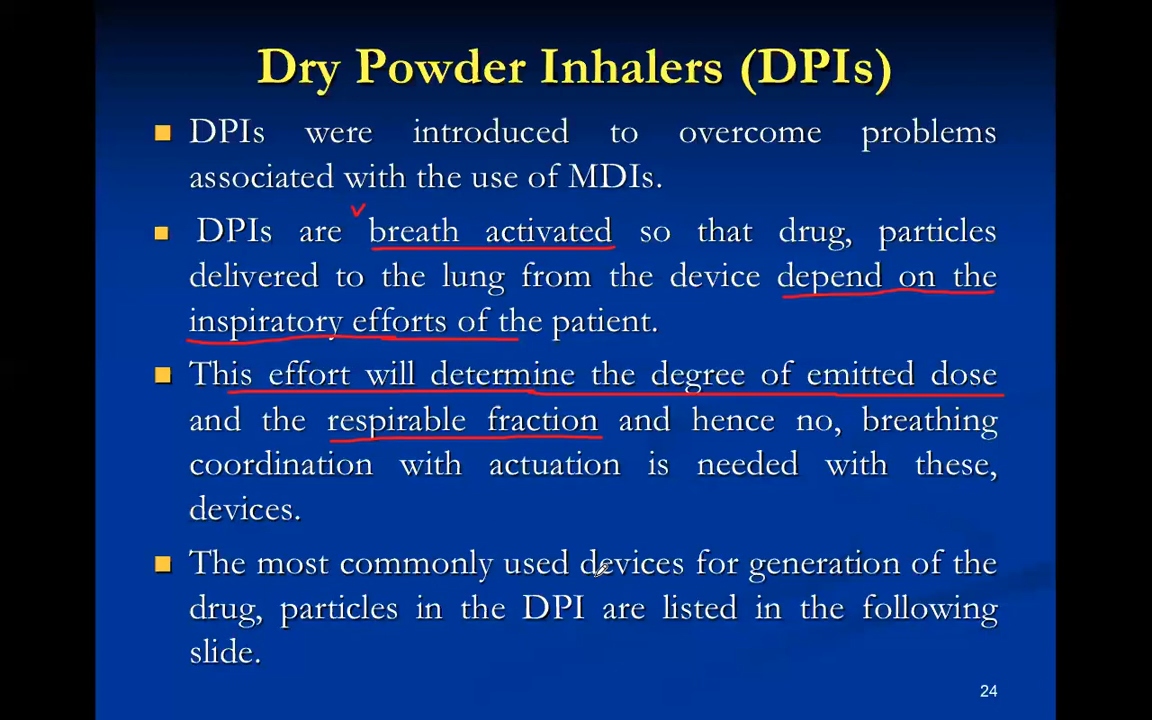 Dry Powder Inhalers (DPIs)
DPIs were introduced to overcome problems
associated with the use of MDIs.
DPIs are breath activated so that drug, particles
delivered to the lung from the device depend on the
inspiratory efforts of the patient.
This effort will determine the degree of emitted dose
and the respirable fraction and hence no, breathing
coordination with actuation is needed with these,
devices.
The most commonly used devices for generation of the
drug, particles in the DPI are listed in the following
slide.
24